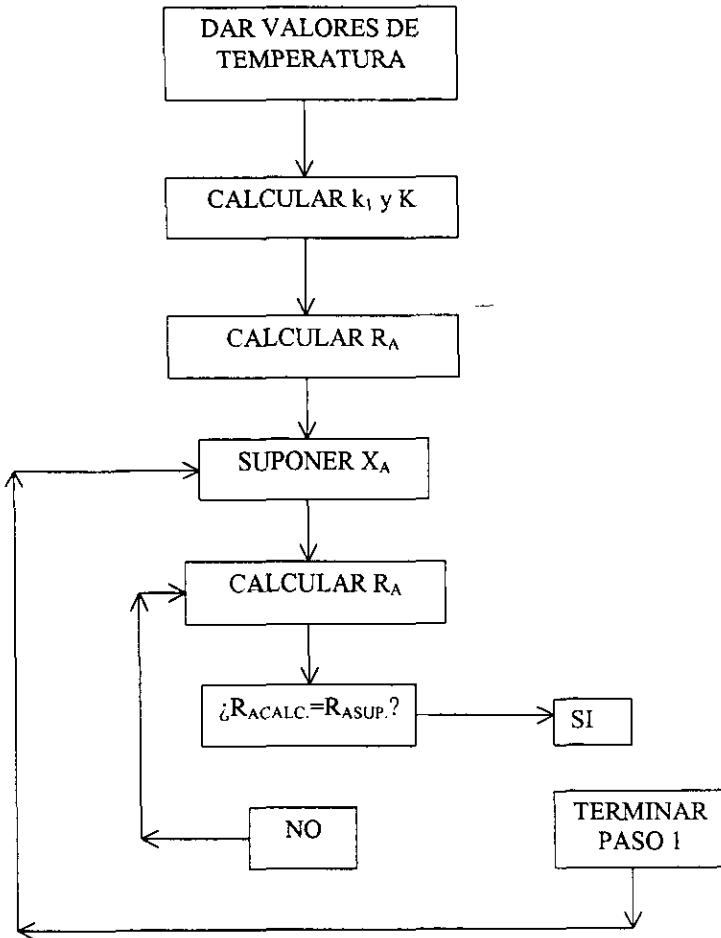 DAR VALORES DE
TEMPERATURA
CALCULAR k₁ y K
CALCULAR R_A
SUPONER X_A
CALCULAR R_A
¿R_ACALC.=R_ASUP.?
SI
NO
TERMINAR
PASO 1